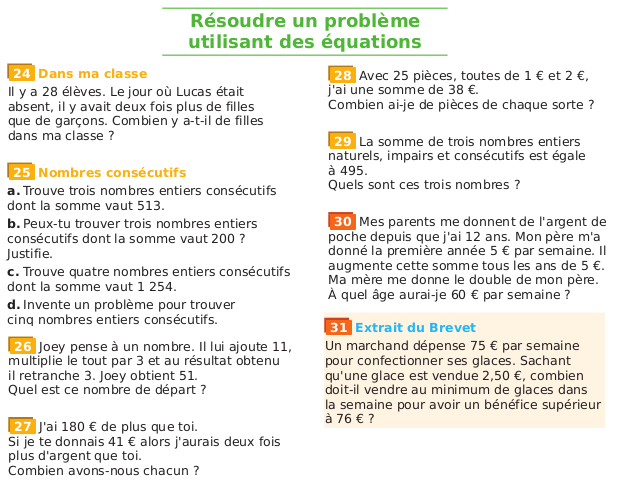 Résoudre un problème
utilisant des équations
24 Dans ma classe
Il y a 28 élèves. Le jour où Lucas était
absent, il y avait deux fois plus de filles
que de garçons. Combien y a-t-il de filles
dans ma classe ?
25 Nombres consécutifs
a. Trouve trois nombres entiers consécutifs
dont la somme vaut 513.
b. Peux-tu trouver trois nombres entiers
consécutifs dont la somme vaut 200 ?
Justifie.
c. Trouve quatre nombres entiers consécutifs
dont la somme vaut 1 254.
d. Invente un problème pour trouver
cinq nombres entiers consécutifs.
26 Joey pense à un nombre. Il lui ajoute 11,
multiplie le tout par 3 et au résultat obtenu
il retranche 3. Joey obtient 51.
Quel est ce nombre de départ ?
27 J'ai 180 € de plus que toi.
Si je te donnais 41 € alors j'aurais deux fois
plus d'argent que toi.
Combien avons-nous chacun ?
28 Avec 25 pièces, toutes de 1 € et 2 €,
j'ai une somme de 38 €.
Combien ai-je de pièces de chaque sorte ?
29 La somme de trois nombres entiers
naturels, impairs et consécutifs est égale
à 495.
Quels sont ces trois nombres ?
30 Mes parents me donnent de l'argent de
poche depuis que j'ai 12 ans. Mon père m'a
donné la première année 5 € par semaine. Il
augmente cette somme tous les ans de 5 €.
Ma mère me donne le double de mon père.
À quel âge aurai-je 60 € par semaine ?
31 Extrait du Brevet
Un marchand dépense 75 € par semaine
pour confectionner ses glaces. Sachant
qu'une glace est vendue 2,50 €, combien
doit-il vendre au minimum de glaces dans
la semaine pour avoir un bénéfice supérieur
à 76 € ?